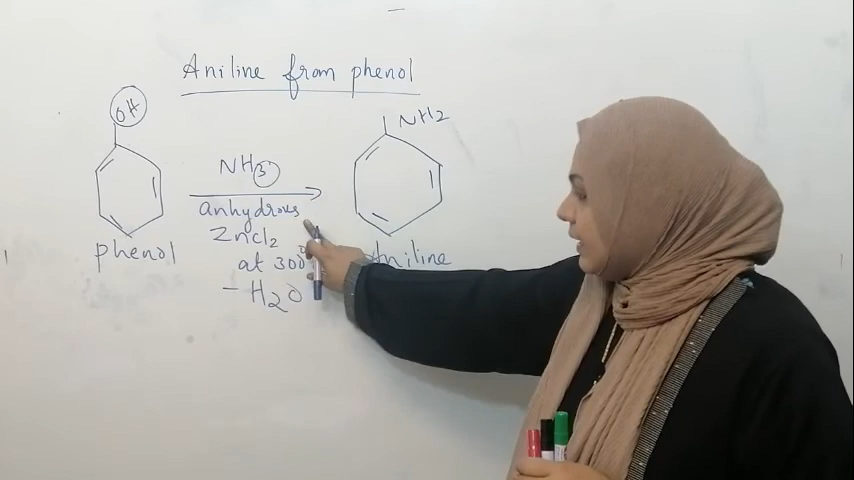 Aniline from phenol
OH
NH2
NH3
anhydrous
ZnCl2
at 300°
- H2O
phenol
Aniline